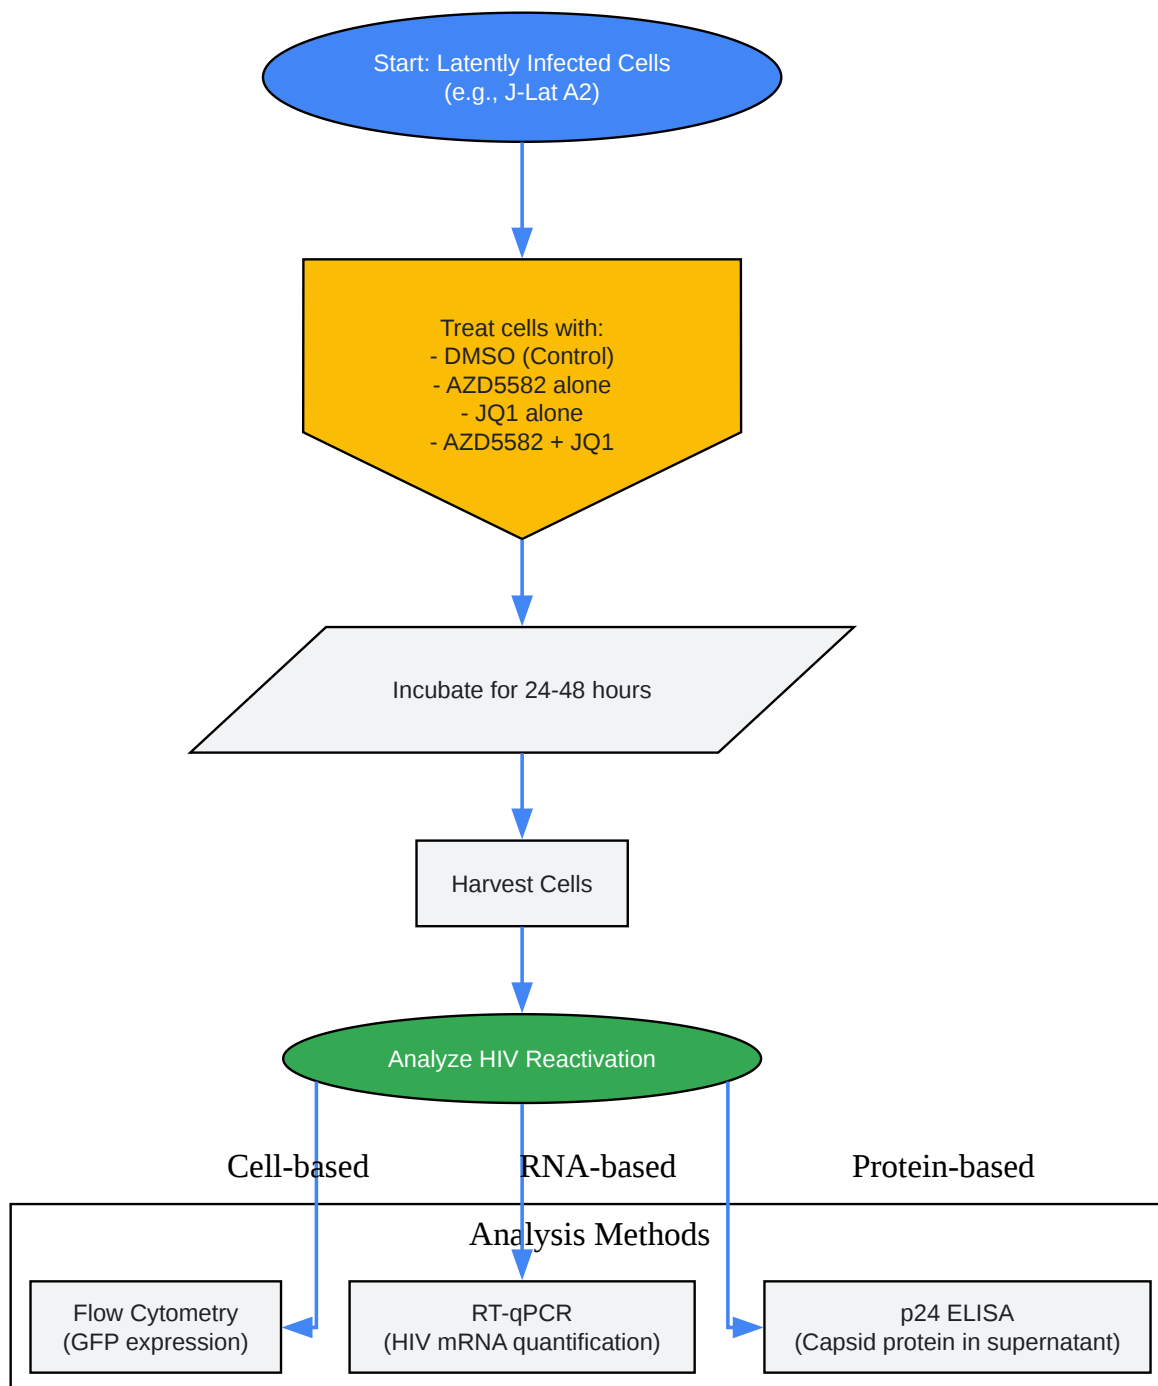 Start: Latently Infected Cells
(e.g., J-Lat A2)
Treat cells with:
- DMSO (Control)
- AZD5582 alone
- JQ1 alone
- AZD5582 + JQ1
Incubate for 24-48 hours
Harvest Cells
Analyze HIV Reactivation
Cell-based
RNA-based
Protein-based
Analysis Methods
Flow Cytometry
(GFP expression)
RT-qPCR
(HIV mRNA quantification)
p24 ELISA
(Capsid protein in supernatant)